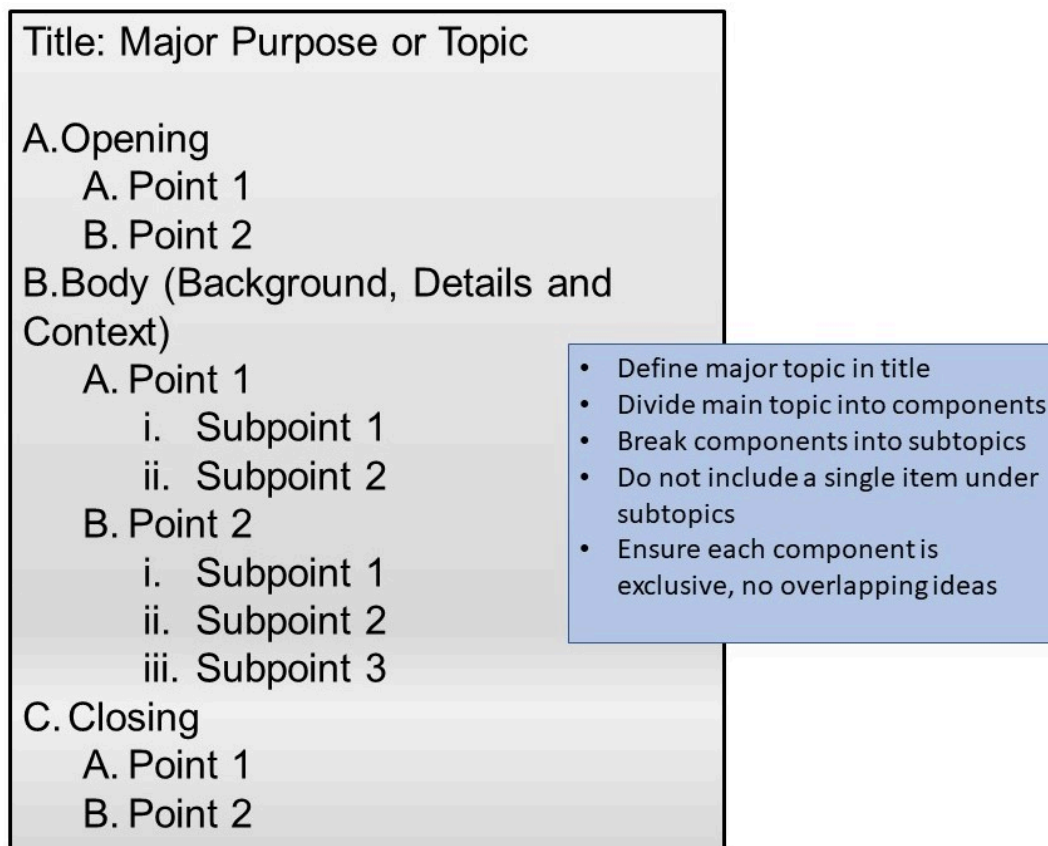 Title: Major Purpose or Topic
A.Opening
A. Point 1
B. Point 2
B.Body (Background, Details and
Context)
A. Point 1
i. Subpoint 1
ii. Subpoint 2
B. Point 2
i. Subpoint 1
ii. Subpoint 2
iii. Subpoint 3
C. Closing
A. Point 1
B. Point 2
• Define major topic in title
• Divide main topic into components
• Break components into subtopics
• Do not include a single item under
subtopics
• Ensure each component is
exclusive, no overlapping ideas